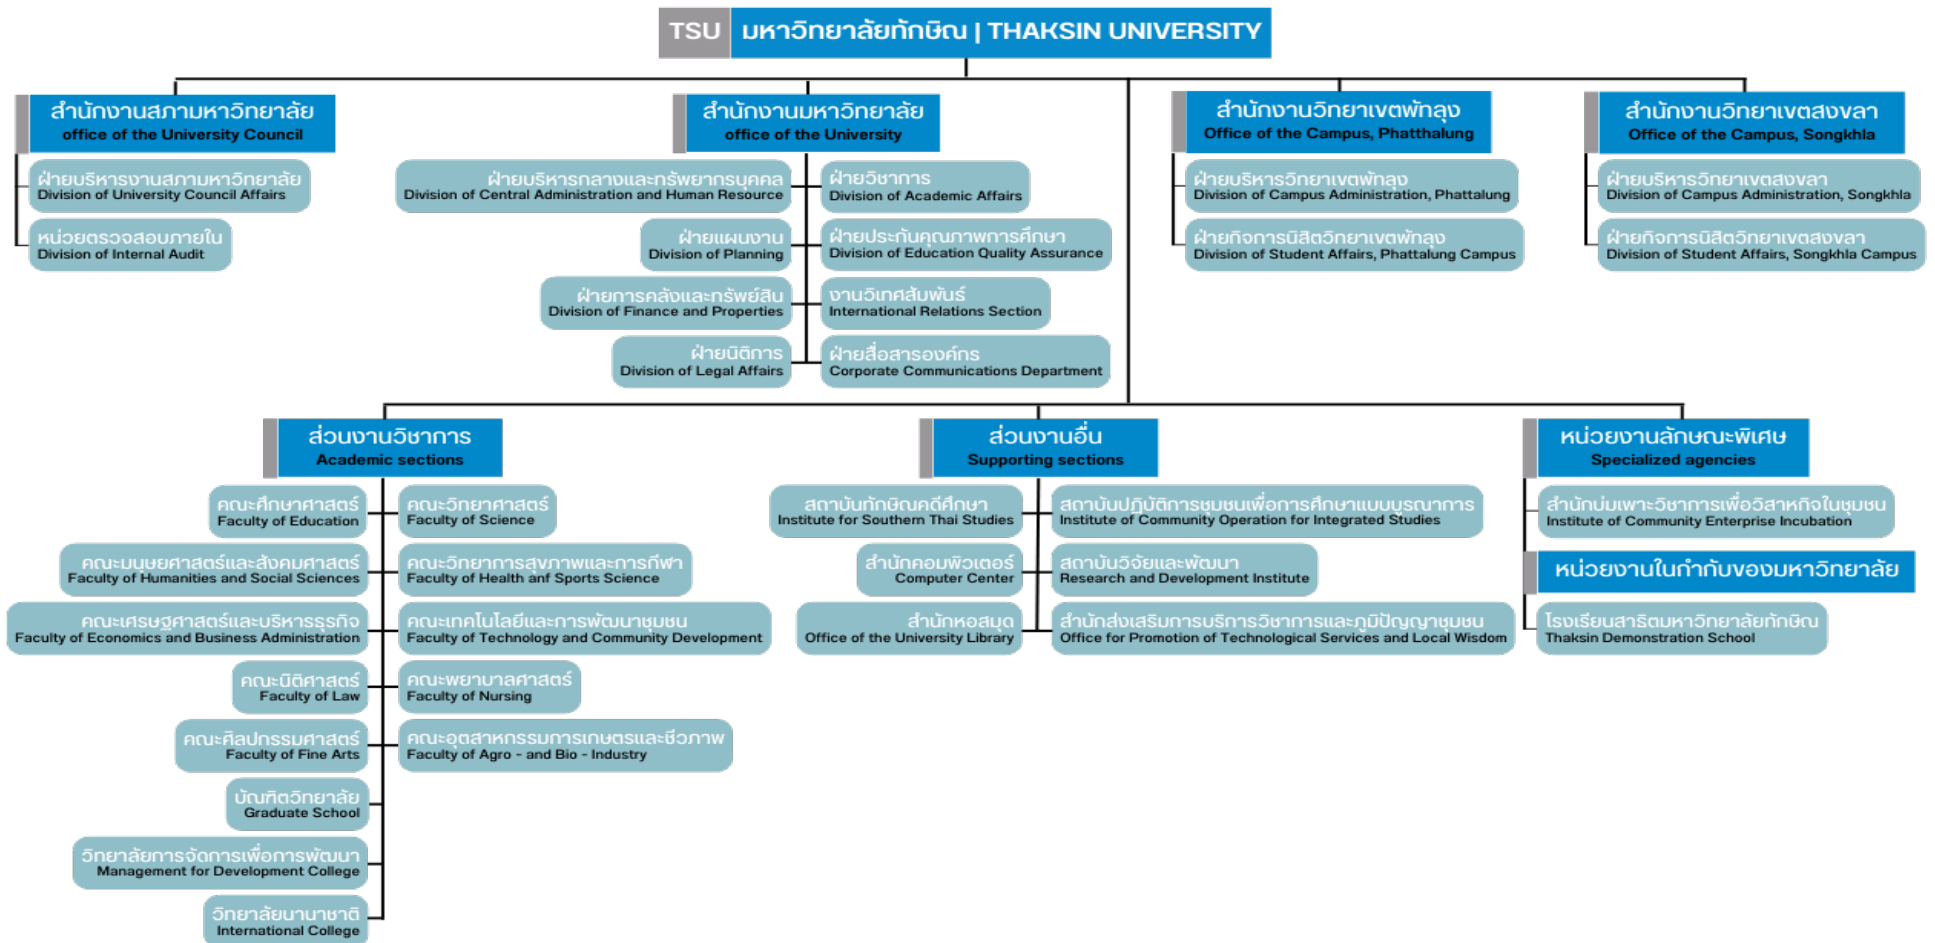 TSU มหาวิทยาลัยทักษิณ | THAKSIN UNIVERSITY
สำนักงานสภามหาวิทยาลัย
office of the University Council
ฝ่ายบริหารงานสภามหาวิทยาลัย
Division of University Council Affairs
หน่วยตรวจสอบภายใน
Division of Internal Audit
สำนักงานมหาวิทยาลัย
office of the University
ฝ่ายบริหารกลางและทรัพยากรบุคคล
Division of Central Administration and Human Resource
ฝ่ายวิชาการ
Division of Academic Affairs
ฝ่ายแผนงาน
Division of Planning
ฝ่ายประกันคุณภาพการศึกษา
Division of Education Quality Assurance
ฝ่ายการคลังและทรัพย์สิน
Division of Finance and Properties
งานวิเทศสัมพันธ์
International Relations Section
ฝ่ายนิติการ
Division of Legal Affairs
ฝ่ายสื่อสารองค์กร
Corporate Communications Department
สำนักงานวิทยาเขตพัทลุง
Office of the Campus, Phatthalung
ฝ่ายบริหารวิทยาเขตพัทลุง
Division of Campus Administration, Phattalung
ฝ่ายกิจการนิสิตวิทยาเขตพัทลุง
Division of Student Affairs, Phattalung Campus
สำนักงานวิทยาเขตสงขลา
Office of the Campus, Songkhla
ฝ่ายบริหารวิทยาเขตสงขลา
Division of Campus Administration, Songkhla
ฝ่ายกิจการนิสิตวิทยาเขตสงขลา
Division of Student Affairs, Songkhla Campus
ส่วนงานวิชาการ
Academic sections
คณะศึกษาศาสตร์
Faculty of Education
คณะวิทยาศาสตร์
Faculty of Science
คณะมนุษยศาสตร์และสังคมศาสตร์
Faculty of Humanities and Social Sciences
คณะวิทยาการสุขภาพและการกีฬา
Faculty of Health anf Sports Science
คณะเศรษฐศาสตร์และบริหารธุรกิจ
Faculty of Economics and Business Administration
คณะเทคโนโลยีและการพัฒนาชุมชน
Faculty of Technology and Community Development
คณะนิติศาสตร์
Faculty of Law
คณะพยาบาลศาสตร์
Faculty of Nursing
คณะศิลปกรรมศาสตร์
Faculty of Fine Arts
คณะอุตสาหกรรมการเกษตรและชีวภาพ
Faculty of Agro - and Bio - Industry
บัณฑิตวิทยาลัย
Graduate School
วิทยาลัยการจัดการเพื่อการพัฒนา
Management for Development College
วิทยาลัยนานาชาติ
International College
ส่วนงานอื่น
Supporting sections
สถาบันทักษิณคดีศึกษา
Institute for Southern Thai Studies
สถาบันปฏิบัติการชุมชนเพื่อการศึกษาแบบบูรณาการ
Institute of Community Operation for Integrated Studies
สำนักคอมพิวเตอร์
Computer Center
สถาบันวิจัยและพัฒนา
Research and Development Institute
สำนักหอสมุด
Office of the University Library
สำนักส่งเสริมการบริการวิชาการและภูมิปัญญาชุมชน
Office for Promotion of Technological Services and Local Wisdom
หน่วยงานลักษณะพิเศษ
Specialized agencies
สำนักบ่มเพาะวิชาการเพื่อวิสาหกิจในชุมชน
Institute of Community Enterprise Incubation
หน่วยงานในกำกับของมหาวิทยาลัย
โรงเรียนสาธิตมหาวิทยาลัยทักษิณ
Thaksin Demonstration School